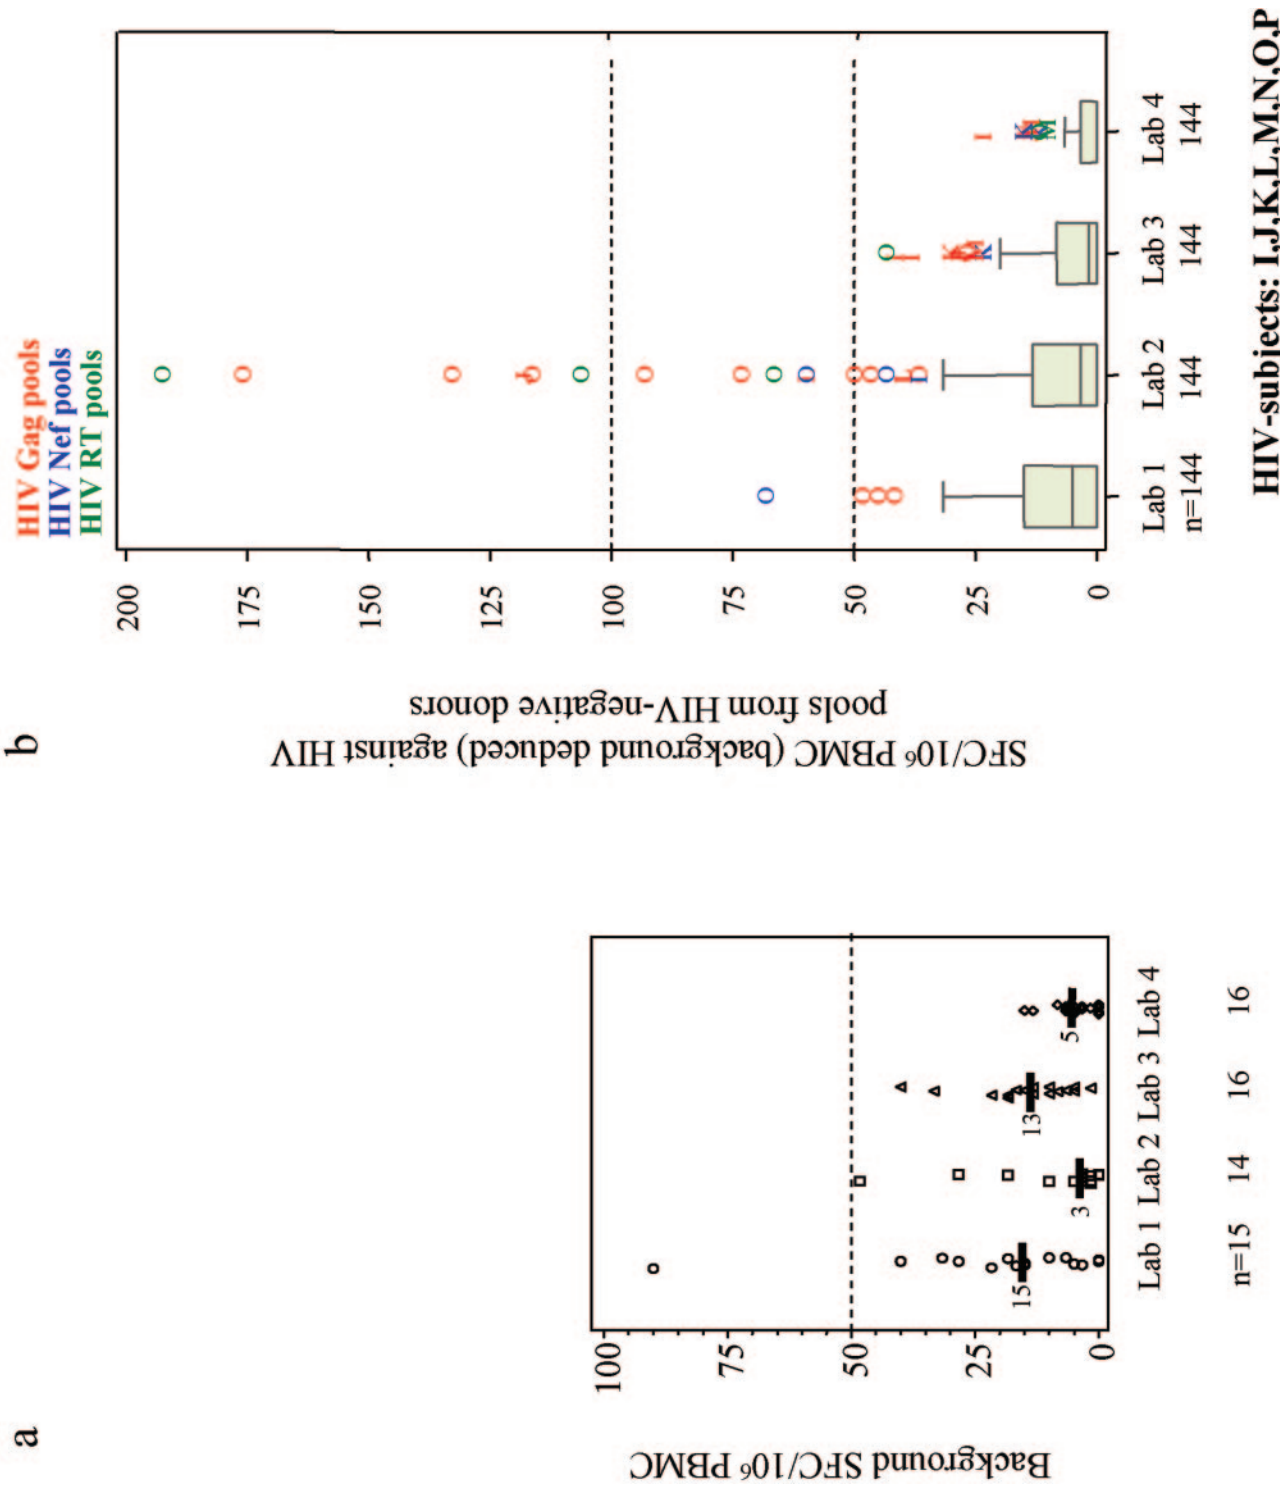 a
Background SFC/10⁶ PBMC
100
75
50
25
0
15
3
13
5
Lab 1 Lab 2 Lab 3 Lab 4
n=15 14 16 16
b
HIV Gag pools
HIV Nef pools
HIV RT pools
SFC/10⁶ PBMC (background deduced) against HIV
pools from HIV-negative donors
200
175
150
125
100
75
50
25
0
Lab 1 Lab 2 Lab 3 Lab 4
n=144 144 144 144
HIV-subjects: I,J,K,L,M,N,O,P